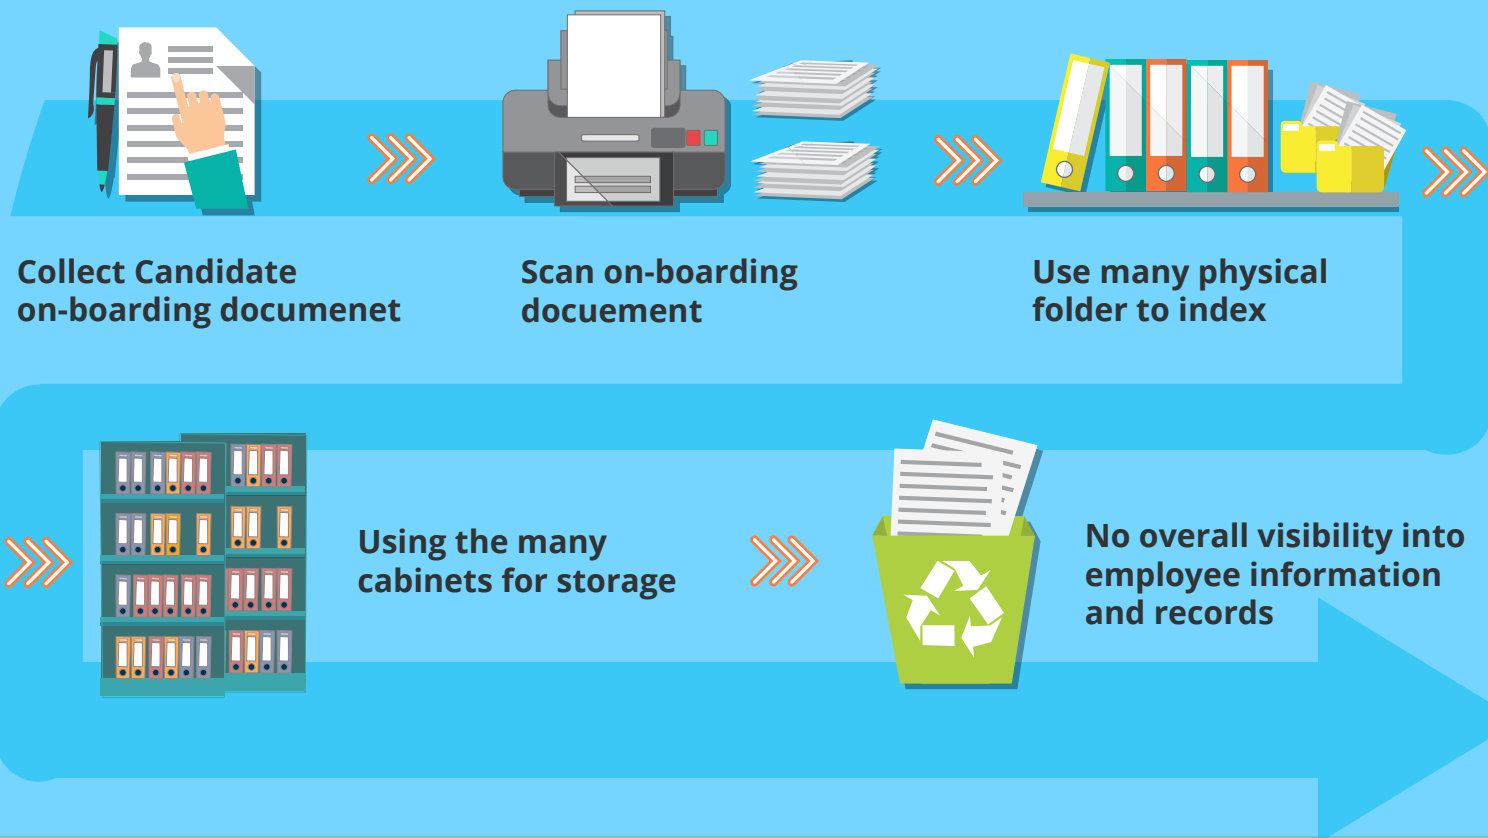 Collect Candidate
on-boarding documenet
Scan on-boarding
docuement
Use many physical
folder to index
Using the many
cabinets for storage
No overall visibility into
employee information
and records